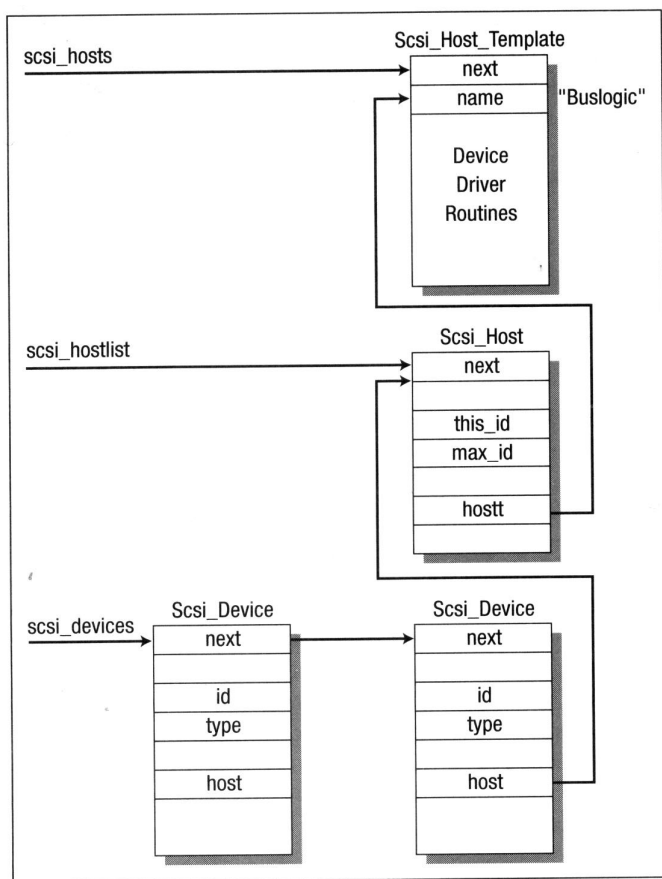 Scsi_Host_Template
scsi_hosts
next
name "Buslogic"
Device
Driver
Routines
Scsi_Host
scsi_hostlist
next
this_id
max_id
hostt
Scsi_Device
Scsi_Device
scsi_devices
next
next
id
id
type
type
host
host